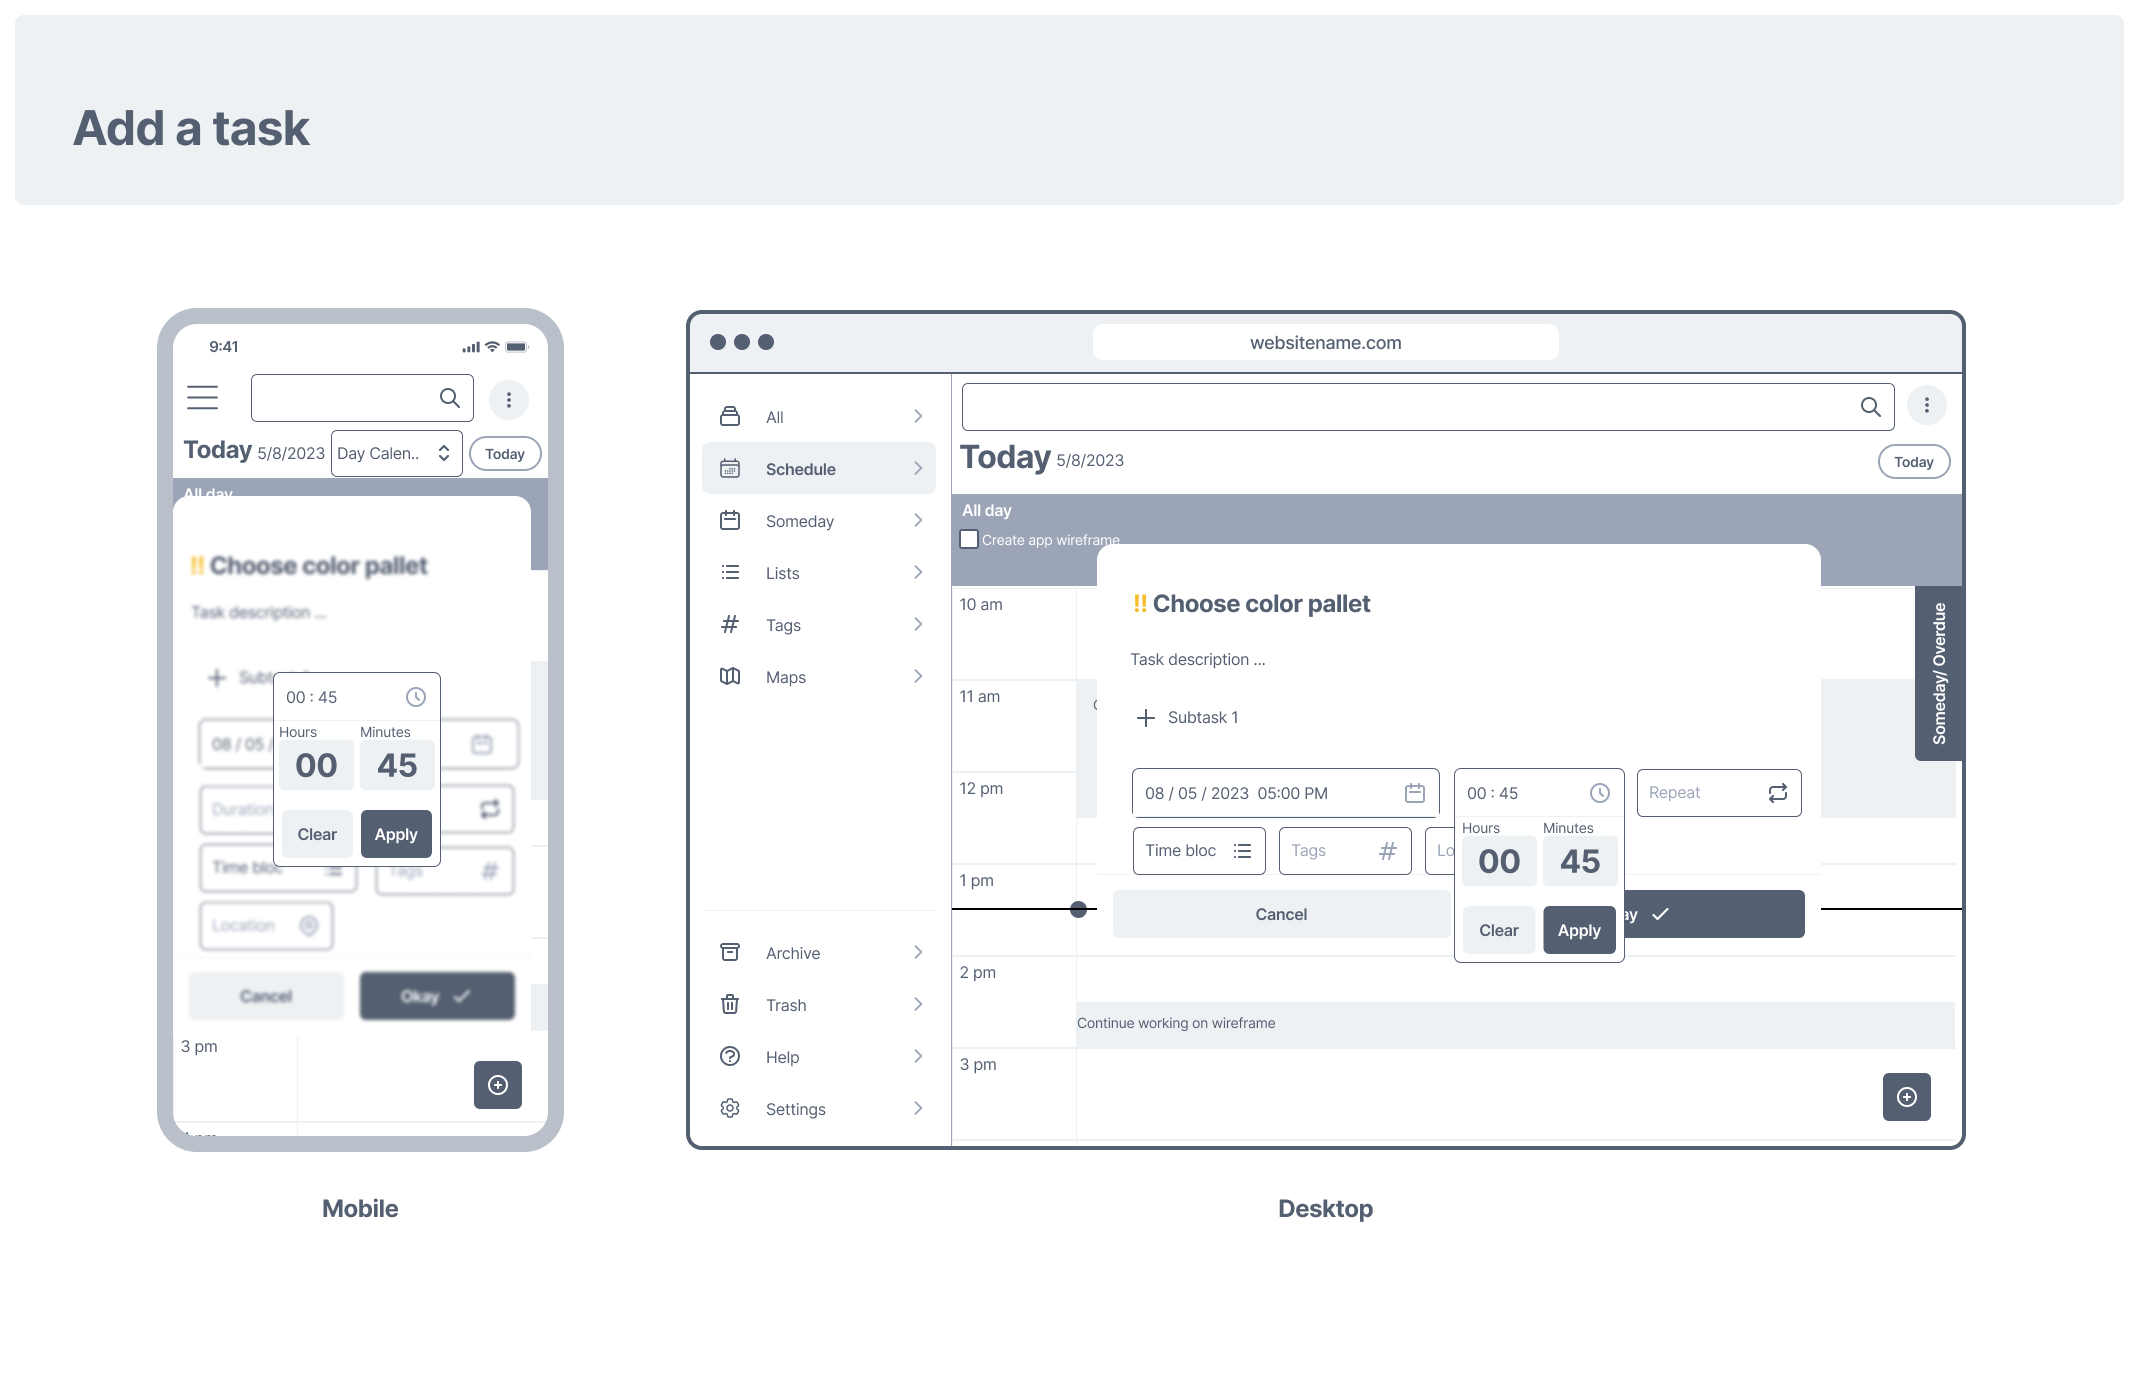 Add a task
9:41
Today 5/8/2023 Day Calen.. Today
All day
!! Choose color pallet
Task description ...
00 : 45
08 / 05 /
Hours Minutes
00 45
Duration
Clear Apply
Time bloc Tags
Location
Cancel Okay
3 pm
Mobile
websitename.com
All
Schedule
Someday
Lists
Tags
Maps
Archive
Trash
Help
Settings
Today 5/8/2023 Today
All day
Create app wireframe
10 am
11 am
12 pm
1 pm
2 pm
3 pm
Someday/ Overdue
!! Choose color pallet
Task description ...
Subtask 1
08 / 05 / 2023 05:00 PM 00 : 45 Repeat
Hours Minutes
00 45
Time bloc Tags Lo
Cancel ay
Clear Apply
Continue working on wireframe
Desktop